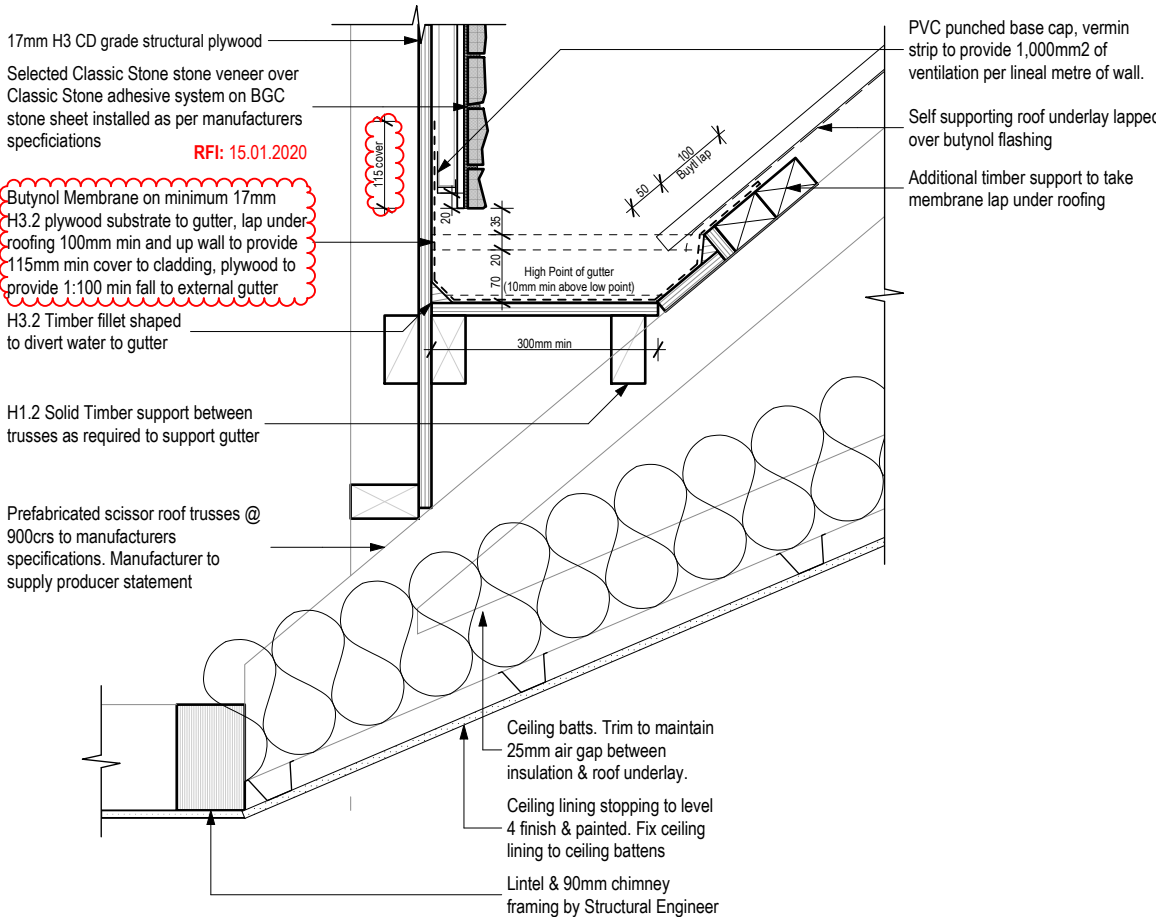 17mm H3 CD grade structural plywood
Selected Classic Stone stone veneer over
Classic Stone adhesive system on BGC
stone sheet installed as per manufacturers
specficiations
RFI: 15.01.2020
Butynol Membrane on minimum 17mm
H3.2 plywood substrate to gutter, lap under
roofing 100mm min and up wall to provide
115mm min cover to cladding, plywood to
provide 1:100 min fall to external gutter
H3.2 Timber fillet shaped
to divert water to gutter
H1.2 Solid Timber support between
trusses as required to support gutter
Prefabricated scissor roof trusses @
900crs to manufacturers
specifications. Manufacturer to
supply producer statement
115 cover
20
35
20
70
50
100
Buytl lap
High Point of gutter
(10mm min above low point)
300mm min
PVC punched base cap, vermin
strip to provide 1,000mm2 of
ventilation per lineal metre of wall.
Self supporting roof underlay lapped
over butynol flashing
Additional timber support to take
membrane lap under roofing
Ceiling batts. Trim to maintain
25mm air gap between
insulation & roof underlay.
Ceiling lining stopping to level
4 finish & painted. Fix ceiling
lining to ceiling battens
Lintel & 90mm chimney
framing by Structural Engineer